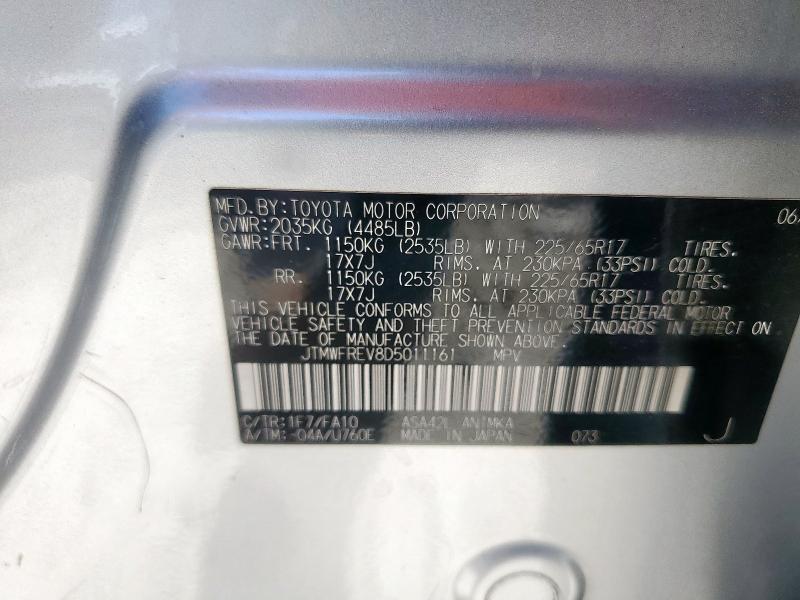 MFD.BY:TOYOTA MOTOR CORPORATION 06/
GVWR:2035KG (4485LB)
GAWR:FRT. 1150KG (2535LB) WITH 225/65R17 TIRES.
17X7J RIMS. AT 230KPA (33PSI) COLD.
RR. 1150KG (2535LB) WITH 225/65R17 TIRES.
17X7J RIMS. AT 230KPA (33PSI) COLD.
THIS VEHICLE CONFORMS TO ALL APPLICABLE FEDERAL MOTOR
VEHICLE SAFETY AND THEFT PREVENTION STANDARDS IN EFFECT ON
THE DATE OF MANUFACTURE SHOWN ABOVE.
JTMWFREV8D5011161 MPV
C/TR:1F7/FA10 ASA42L ANTMKA
A/TM:-04A/U760E MADE IN JAPAN 073 J